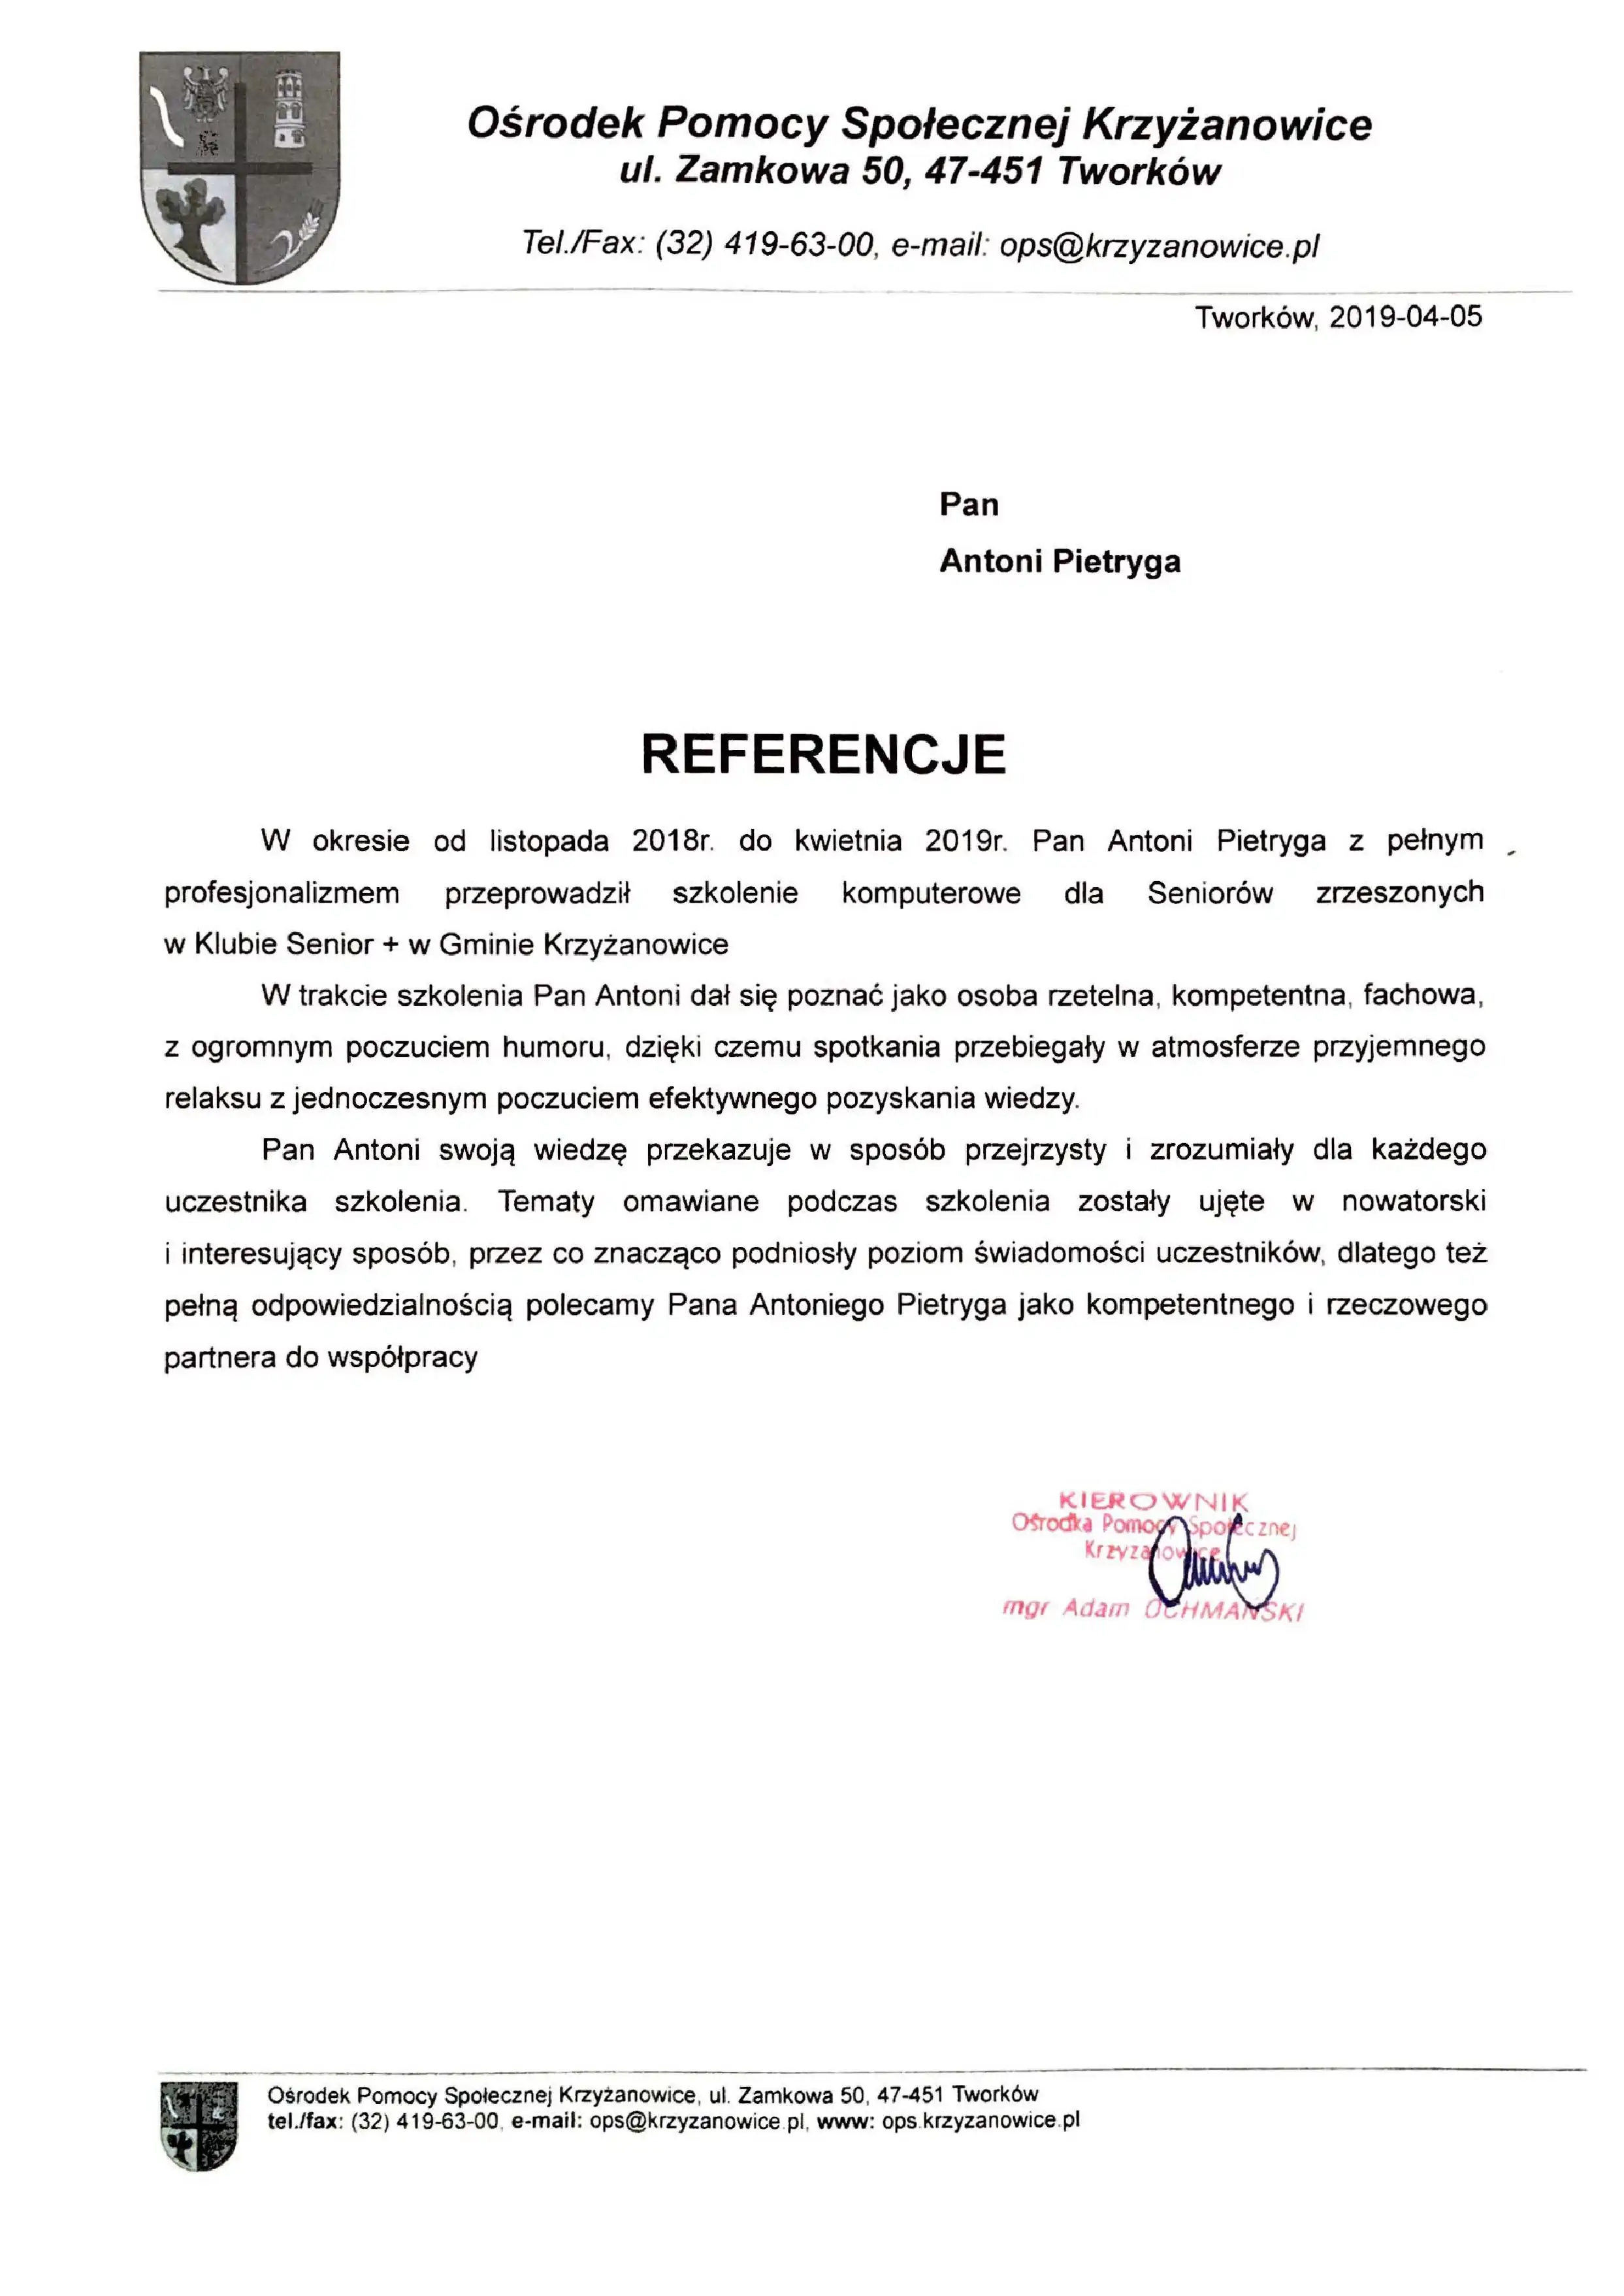 Ośrodek Pomocy Społecznej Krzyżanowice
ul. Zamkowa 50, 47-451 Tworków
Tel./Fax: (32) 419-63-00, e-mail: ops@krzyzanowice.pl
Tworków, 2019-04-05
Pan
Antoni Pietryga
REFERENCJE
W okresie od listopada 2018r. do kwietnia 2019r. Pan Antoni Pietryga z pełnym
profesjonalizmem przeprowadził szkolenie komputerowe dla Seniorów zrzeszonych
w Klubie Senior + w Gminie Krzyżanowice
W trakcie szkolenia Pan Antoni dał się poznać jako osoba rzetelna, kompetentna, fachowa,
z ogromnym poczuciem humoru, dzięki czemu spotkania przebiegały w atmosferze przyjemnego
relaksu z jednoczesnym poczuciem efektywnego pozyskania wiedzy.
Pan Antoni swoją wiedzę przekazuje w sposób przejrzysty i zrozumiały dla każdego
uczestnika szkolenia. Tematy omawiane podczas szkolenia zostały ujęte w nowatorski
i interesujący sposób, przez co znacząco podniosły poziom świadomości uczestników, dlatego też
pełną odpowiedzialnością polecamy Pana Antoniego Pietryga jako kompetentnego i rzeczowego
partnera do współpracy
KIEROWNIK
Ośrodka Pomocy Społecznej
Krzyżanowice
mgr Adam OCHMAŃSKI
Ośrodek Pomocy Społecznej Krzyżanowice, ul. Zamkowa 50, 47-451 Tworków
tel./fax: (32) 419-63-00, e-mail: ops@krzyzanowice.pl, www: ops.krzyzanowice.pl